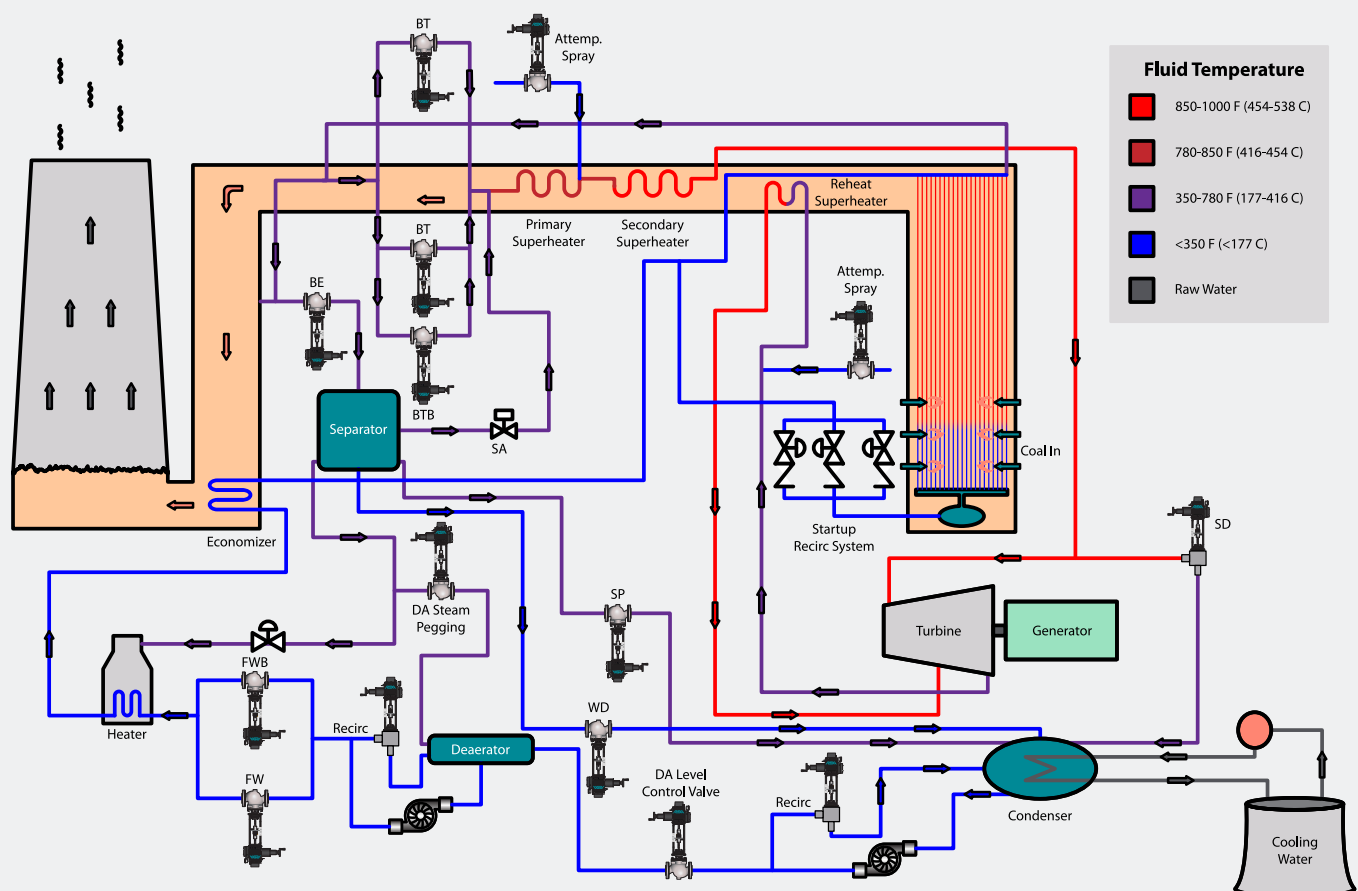 BT
Attemp.
Spray
Fluid Temperature
850-1000 F (454-538 C)
780-850 F (416-454 C)
350-780 F (177-416 C)
<350 F (<177 C)
Raw Water
Reheat
Superheater
Primary
Superheater
Secondary
Superheater
BT
BE
Attemp.
Spray
BTB
Separator
SA
Coal In
Startup
Recirc System
Economizer
SD
DA Steam
Pegging
SP
Turbine
Generator
FWB
Heater
Recirc
Deaerator
WD
FW
DA Level
Control Valve
Recirc
Condenser
Cooling
Water